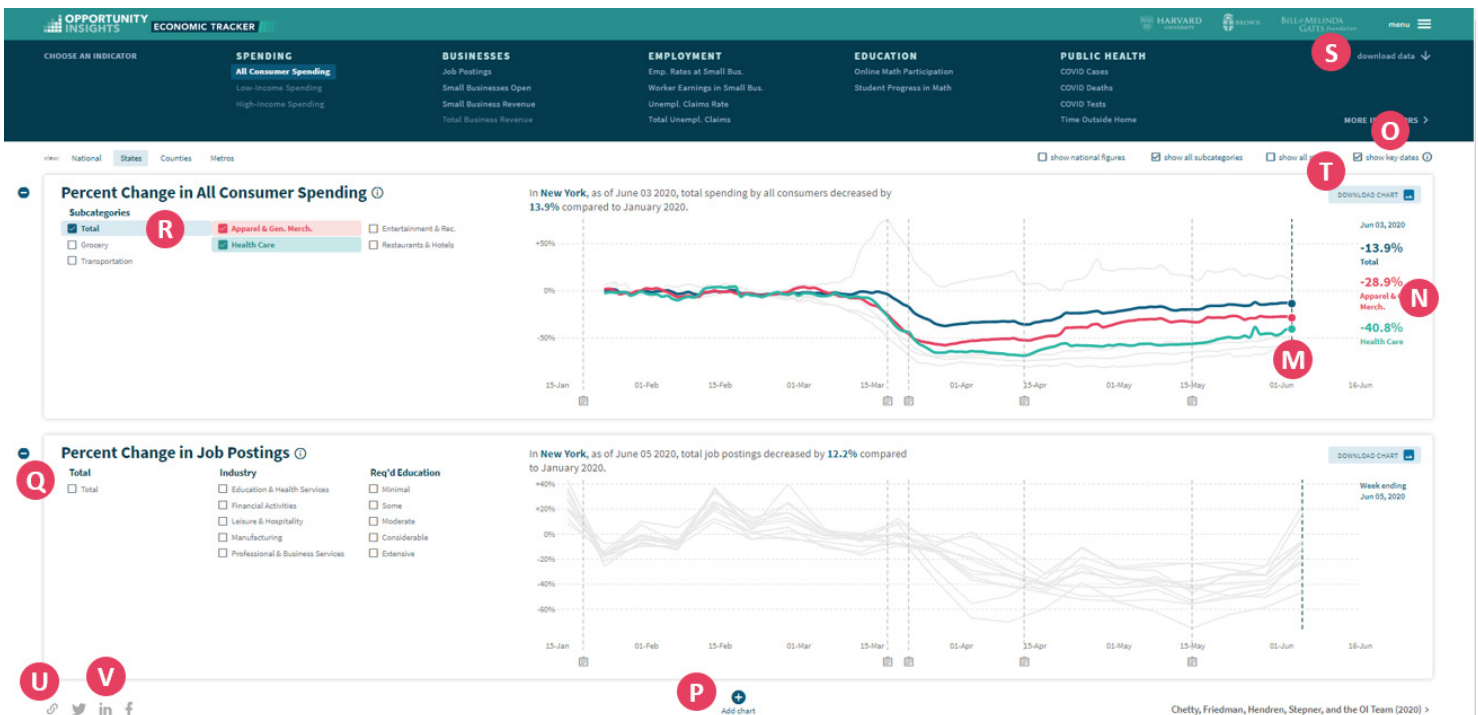 OPPORTUNITY
INSIGHTS ECONOMIC TRACKER
HARVARD
UNIVERSITY
BROWN
BILL & MELINDA
GATES foundation
menu
CHOOSE AN INDICATOR
SPENDING
All Consumer Spending
Low-Income Spending
High-Income Spending
BUSINESSES
Job Postings
Small Businesses Open
Small Business Revenue
Total Business Revenue
EMPLOYMENT
Emp. Rates at Small Bus.
Worker Earnings in Small Bus.
Unempl. Claims Rate
Total Unempl. Claims
EDUCATION
Online Math Participation
Student Progress in Math
PUBLIC HEALTH
COVID Cases
COVID Deaths
COVID Tests
Time Outside Home
S
download data
MORE
O
view: National States Counties Metros
show national figures
show all subcategories
show all
show key dates
T
Percent Change in All Consumer Spending
Subcategories
Total
R
Grocery
Transportation
Apparel & Gen. Merch.
Health Care
Entertainment & Rec.
Restaurants & Hotels
In New York, as of June 03 2020, total spending by all consumers decreased by
13.9% compared to January 2020.
DOWNLOAD CHART
+50%
0%
-50%
15-Jan 01-Feb 15-Feb 01-Mar 15-Mar 01-Apr 15-Apr 01-May 15-May 01-Jun 16-Jun
Jun 03, 2020
-13.9%
Total
-28.9%
Apparel &
Merch.
N
-40.8%
Health Care
M
Percent Change in Job Postings
Q
Total
Total
Industry
Education & Health Services
Financial Activities
Leisure & Hospitality
Manufacturing
Professional & Business Services
Req'd Education
Minimal
Some
Moderate
Considerable
Extensive
In New York, as of June 05 2020, total job postings decreased by 12.2% compared
to January 2020.
DOWNLOAD CHART
+40%
+20%
0%
-20%
-40%
-60%
15-Jan 01-Feb 15-Feb 01-Mar 15-Mar 01-Apr 15-Apr 01-May 15-May 01-Jun 16-Jun
Week ending
Jun 05, 2020
U
V
in f
P
Add chart
Chetty, Friedman, Hendren, Stepner, and the OI Team (2020) >